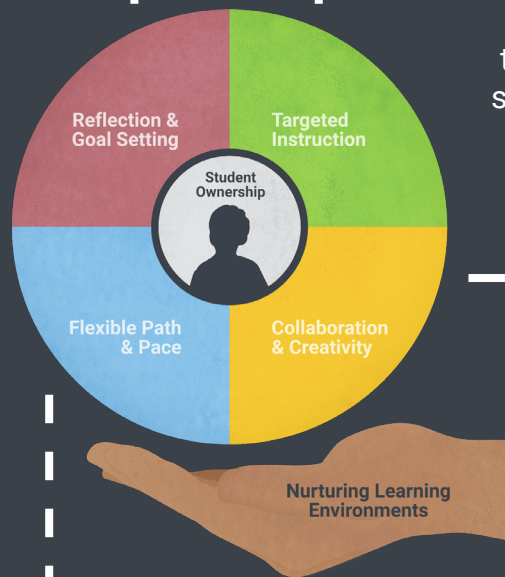 Reflection &
Goal Setting
Targeted
Instruction
Student
Ownership
Flexible Path
& Pace
Collaboration
& Creativity
Nurturing Learning
Environments